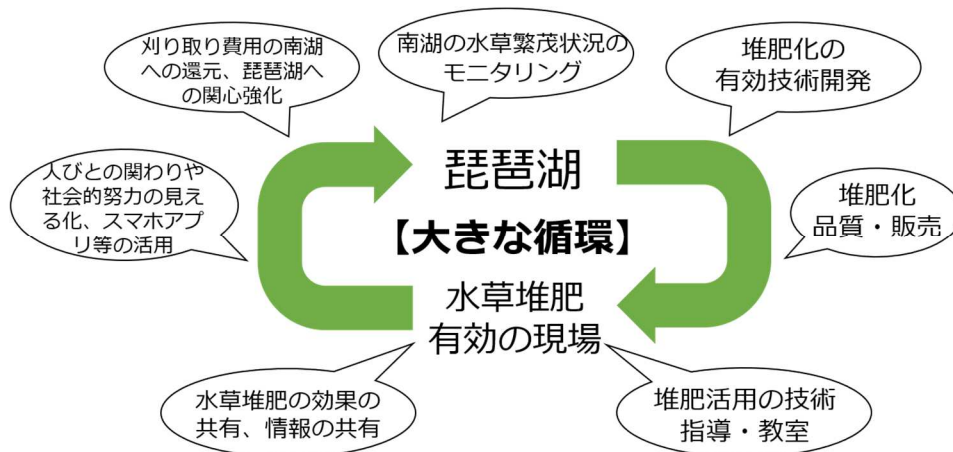 刈り取り費用の南湖
への還元、琵琶湖へ
の関心強化
南湖の水草繁茂状況の
モニタリング
堆肥化の
有効技術開発
人びとの関わりや
社会的努力の見え
る化、スマホアプ
リ等の活用
琵琶湖
【大きな循環】
堆肥化
品質・販売
水草堆肥
有効の現場
水草堆肥の効果の
共有、情報の共有
堆肥活用の技術
指導・教室